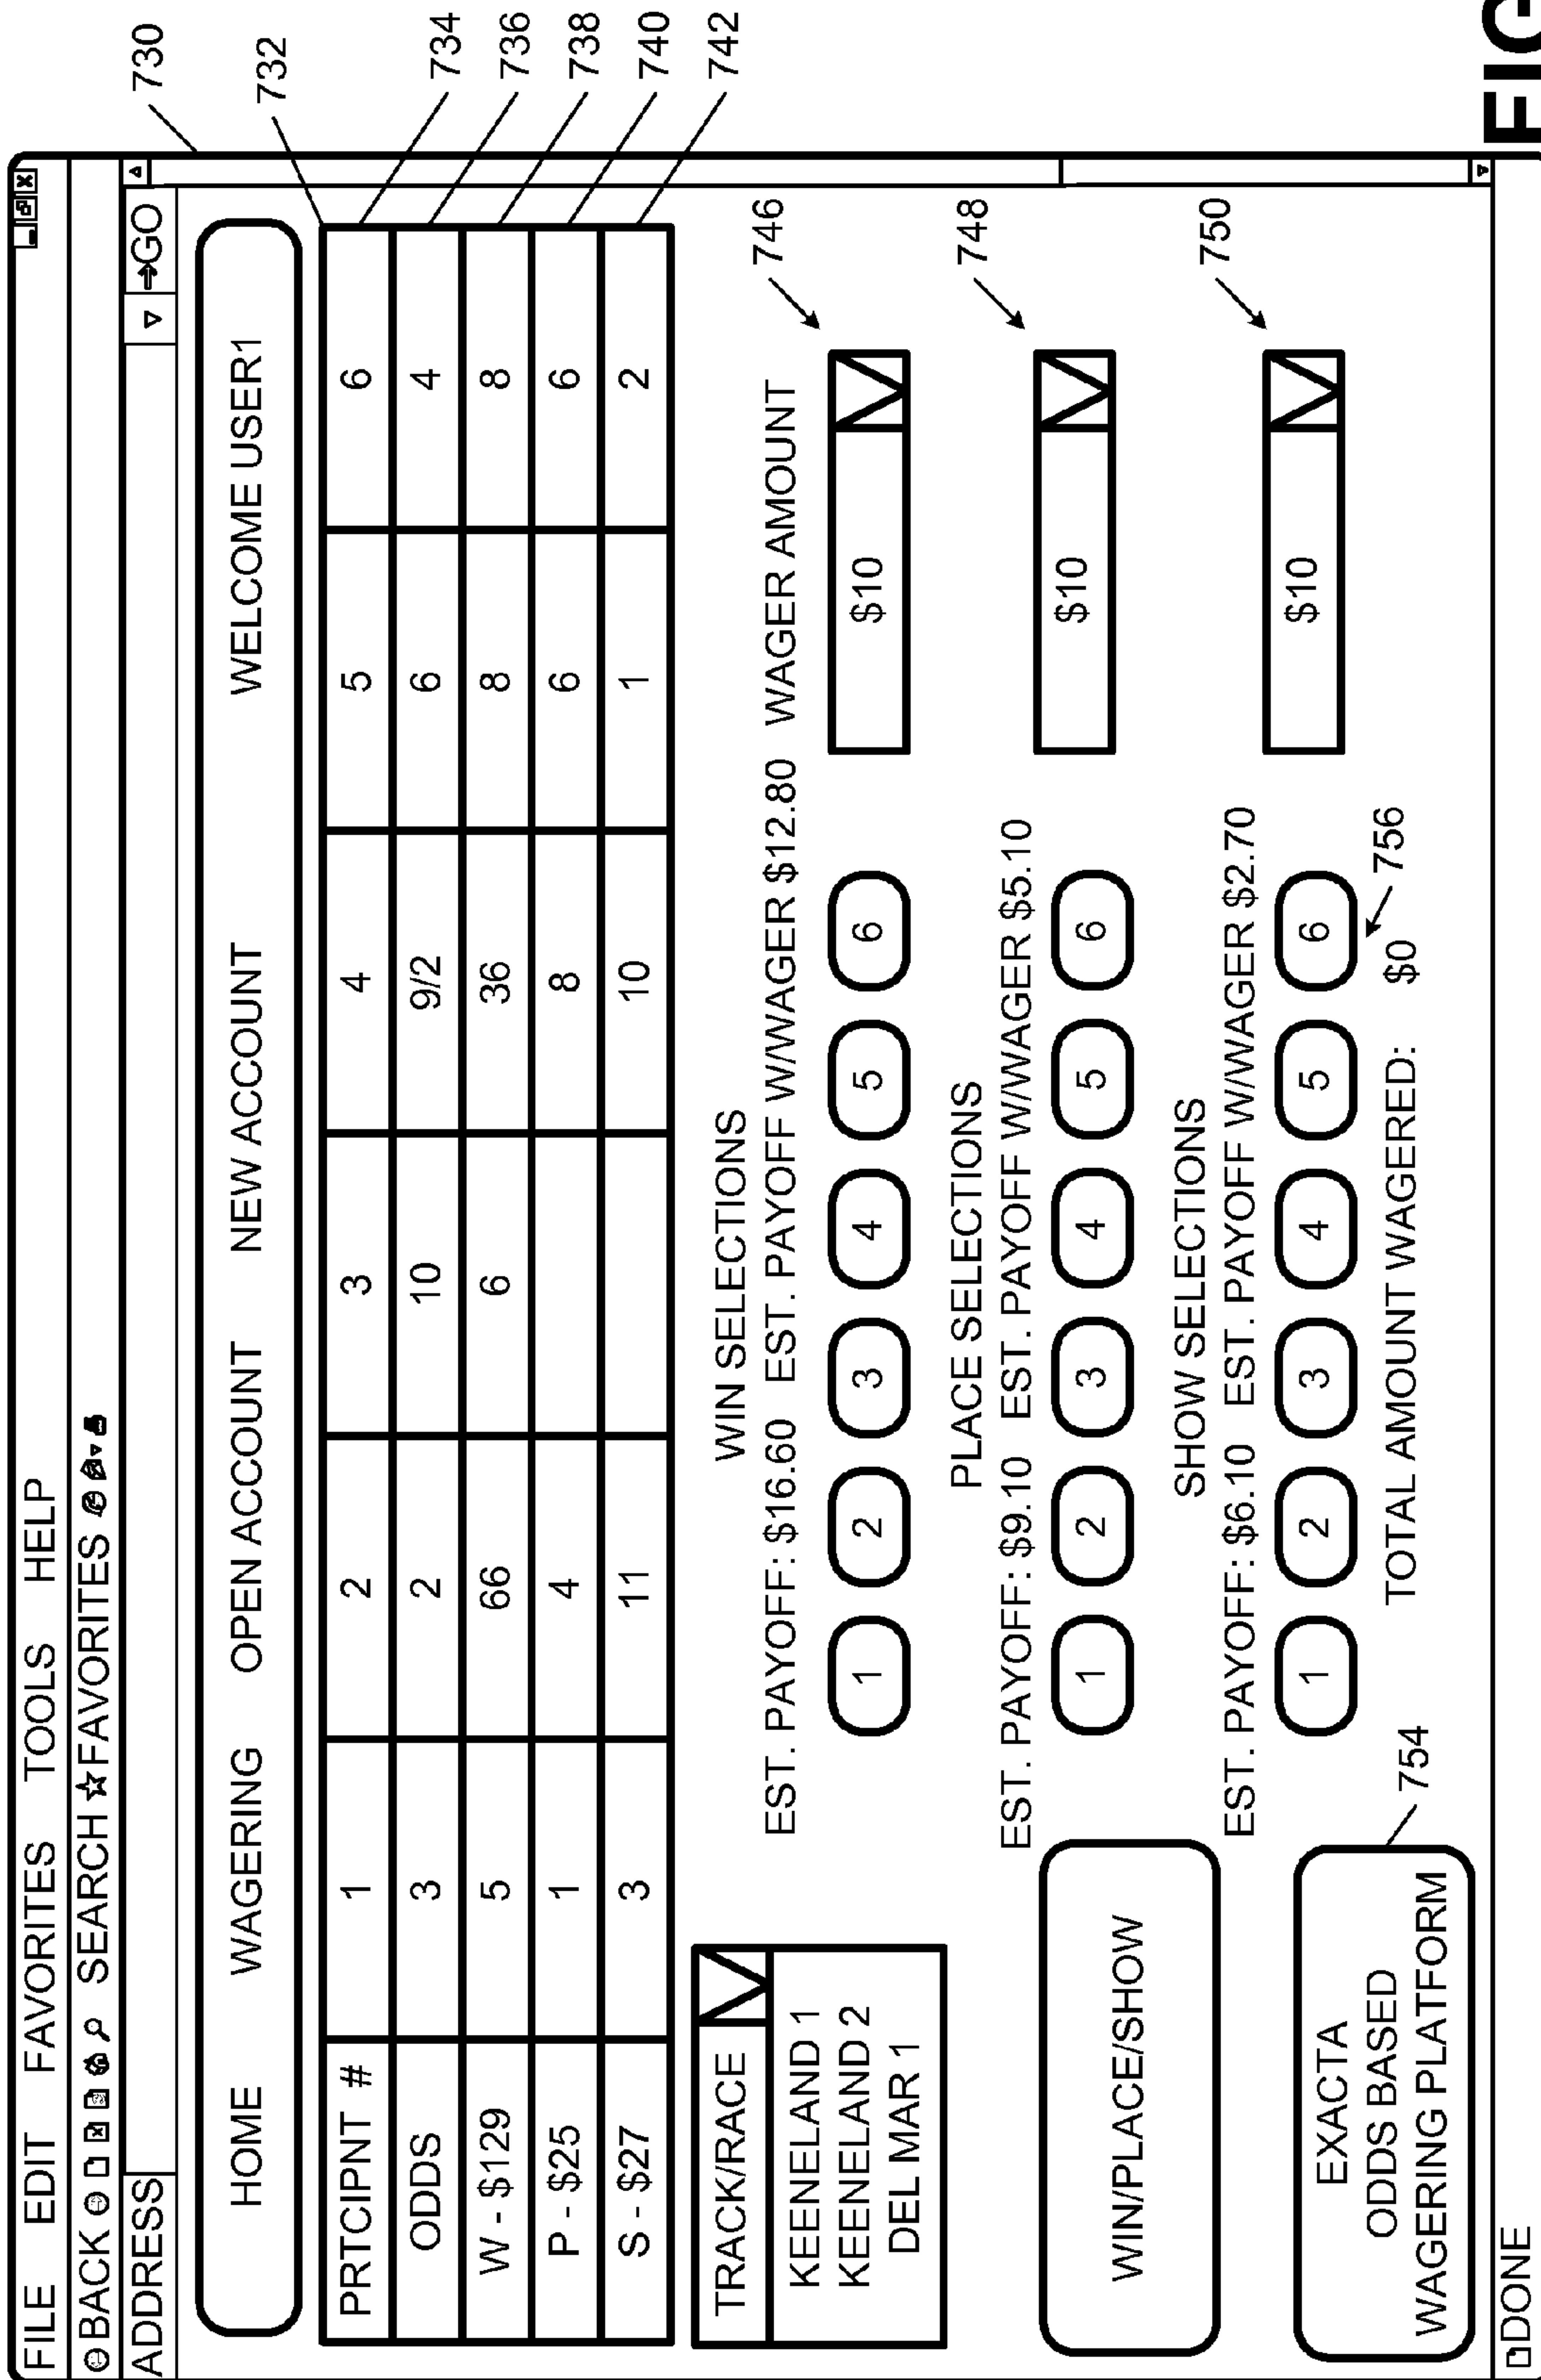 FILE EDIT FAVORITES TOOLS HELP
BACK SEARCH FAVORITES
ADDRESS GO
730
HOME WAGERING OPEN ACCOUNT NEW ACCOUNT WELCOME USER1
732
PRTCIPNT # 1 2 3 4 5 6
734
ODDS 3 2 10 9/2 6 4
736
W - $129 5 66 6 36 8 8
738
P - $25 1 4 8 6 6
740
S - $27 3 11 10 1 2
742
TRACK/RACE
KEENELAND 1
KEENELAND 2
DEL MAR 1
WIN SELECTIONS
EST. PAYOFF: $16.60 EST. PAYOFF W/WAGER $12.80 WAGER AMOUNT
746
1 2 3 4 5 6 $10
PLACE SELECTIONS
EST. PAYOFF: $9.10 EST. PAYOFF W/WAGER $5.10
748
1 2 3 4 5 6 $10
WIN/PLACE/SHOW
SHOW SELECTIONS
EST. PAYOFF: $6.10 EST. PAYOFF W/WAGER $2.70
750
1 2 3 4 5 6 $10
756
TOTAL AMOUNT WAGERED: $0
EXACTA
ODDS BASED
WAGERING PLATFORM
754
DONE